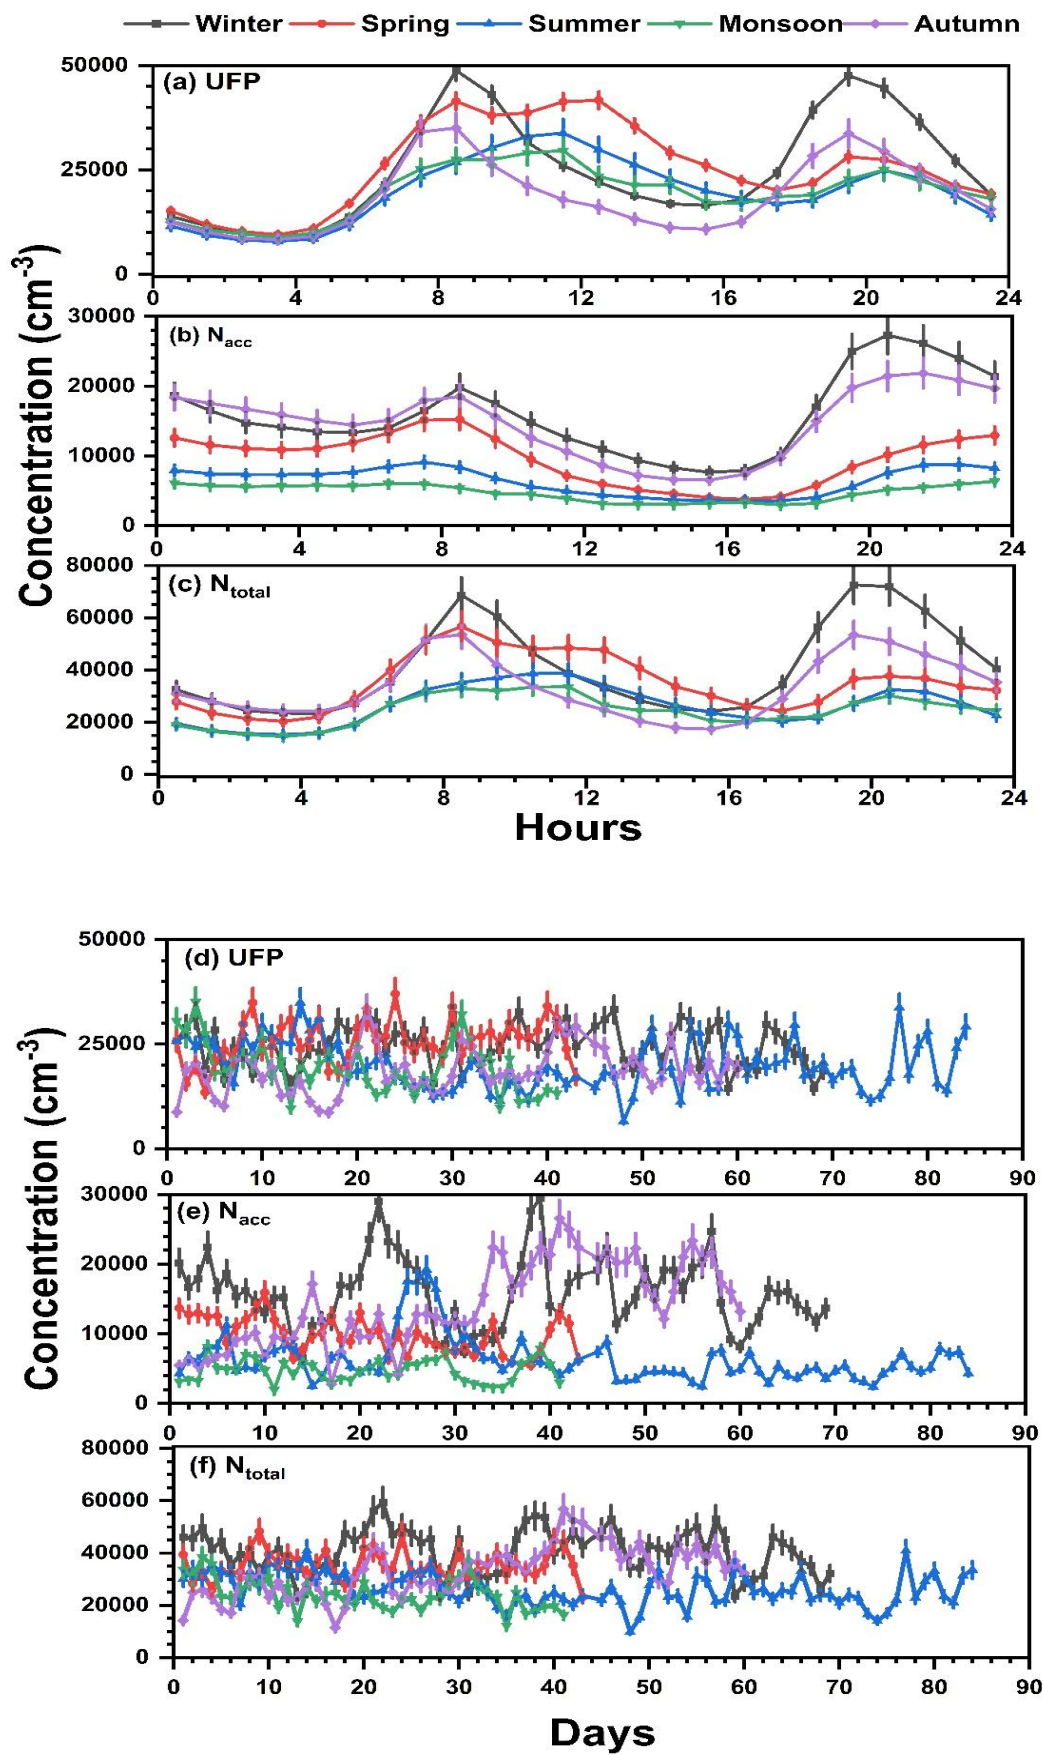 Winter Spring Summer Monsoon Autumn
(a) UFP
50000
25000
0
0 4 8 12 16 20 24
(b) Nacc
30000
20000
10000
0
0 4 8 12 16 20 24
(c) Ntotal
80000
60000
40000
20000
0
0 4 8 12 16 20 24
Concentration (cm-3)
Hours
(d) UFP
50000
25000
0
0 10 20 30 40 50 60 70 80 90
(e) Nacc
30000
20000
10000
0
0 10 20 30 40 50 60 70 80 90
(f) Ntotal
80000
60000
40000
20000
0
0 10 20 30 40 50 60 70 80 90
Concentration (cm-3)
Days